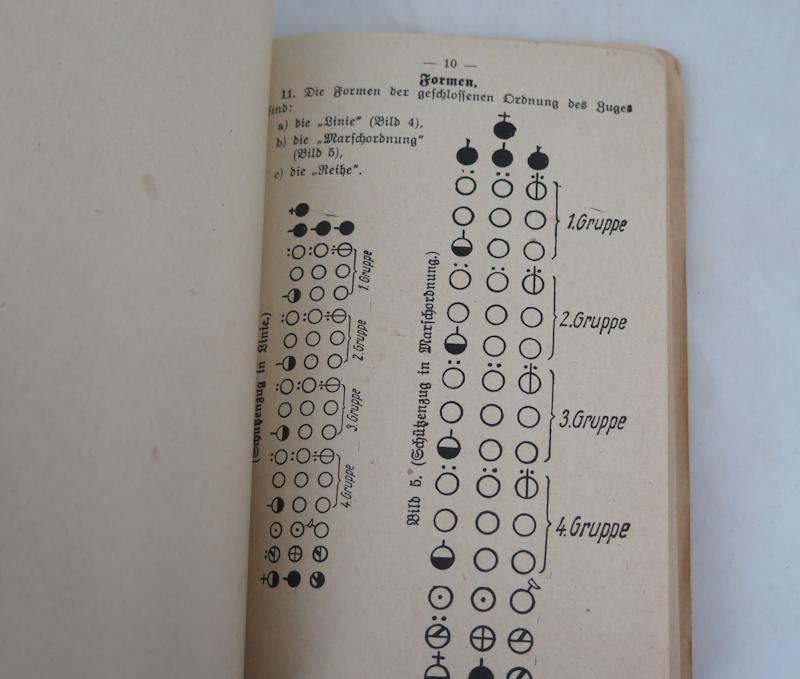 — 10 —
Formen.
11. Die Formen der geschlossenen Ordnung des Zuges
sind:
a) die „Linie“ (Bild 4),
b) die „Marschordnung“
(Bild 5),
c) die „Reihe“.
(Schützenzug in Linie.)
1. Gruppe
2. Gruppe
3. Gruppe
4. Gruppe
Bild 5. (Schützenzug in Marschordnung.)
1. Gruppe
2. Gruppe
3. Gruppe
4. Gruppe